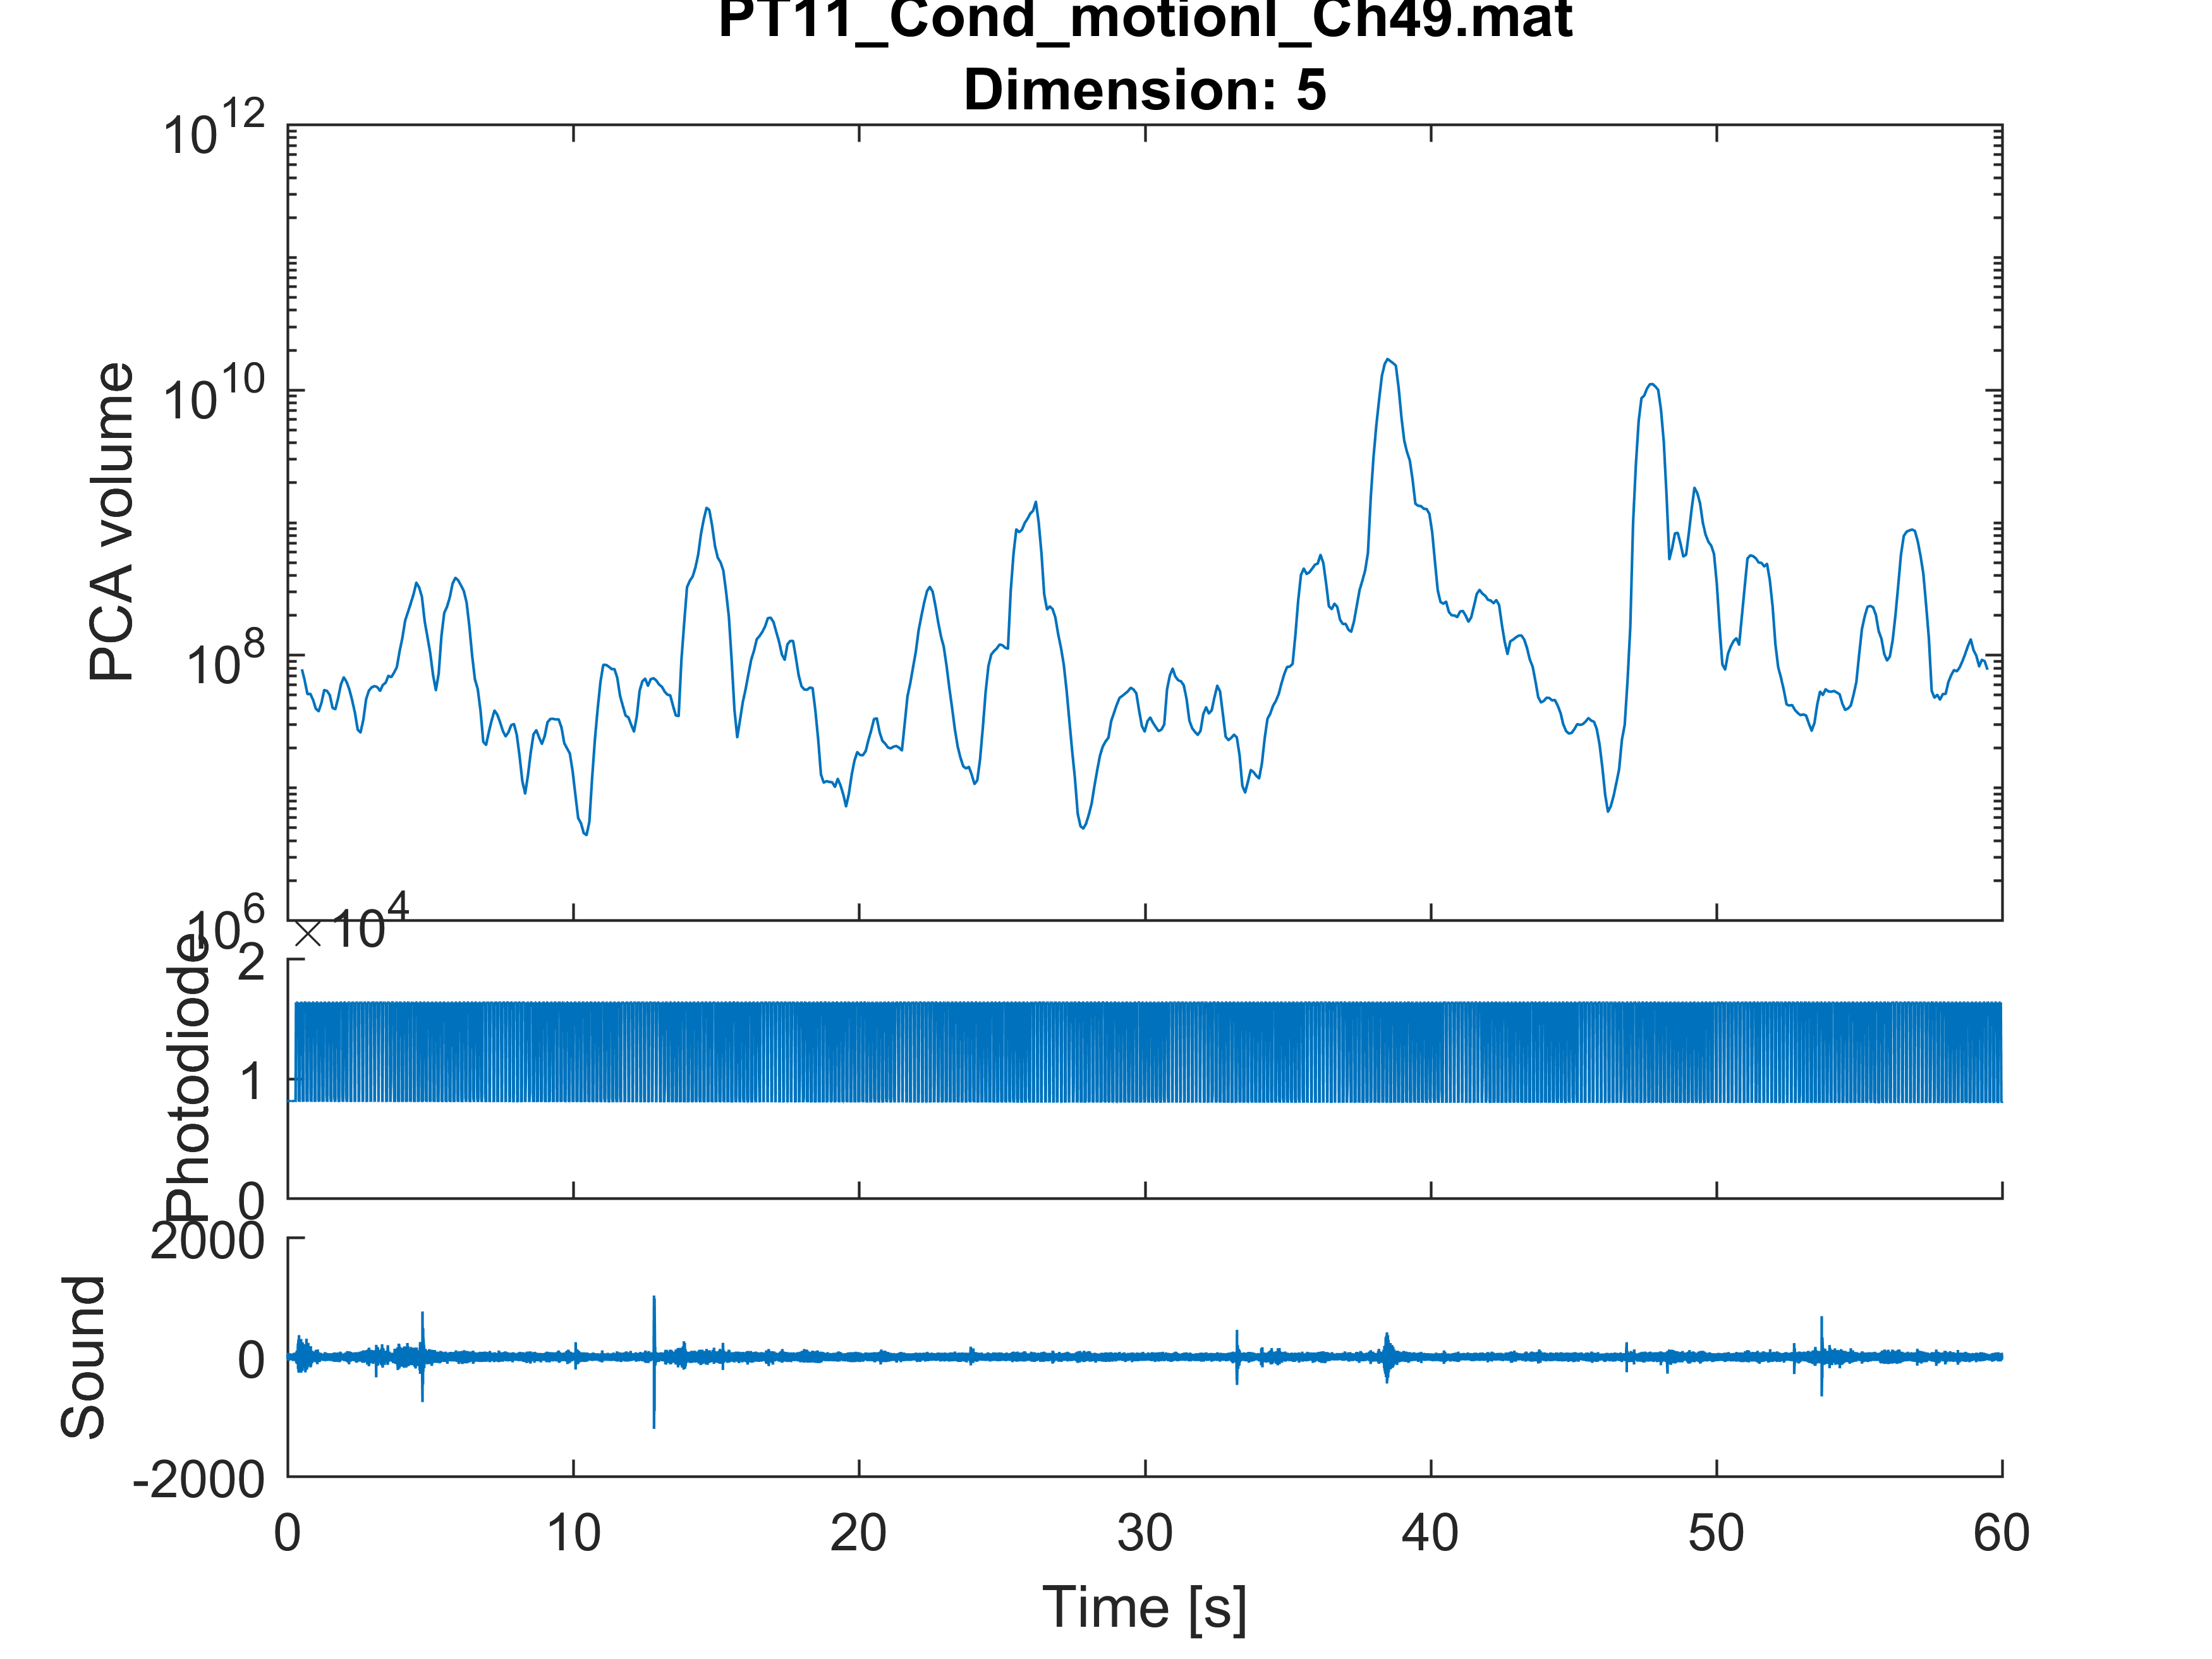 PT11_Cond_motionI_Ch49.mat
Dimension: 5
10^12
10^10
10^8
10^6
PCA volume
× 10^4
2
1
0
Photodiode
2000
0
-2000
Sound
0 10 20 30 40 50 60
Time [s]